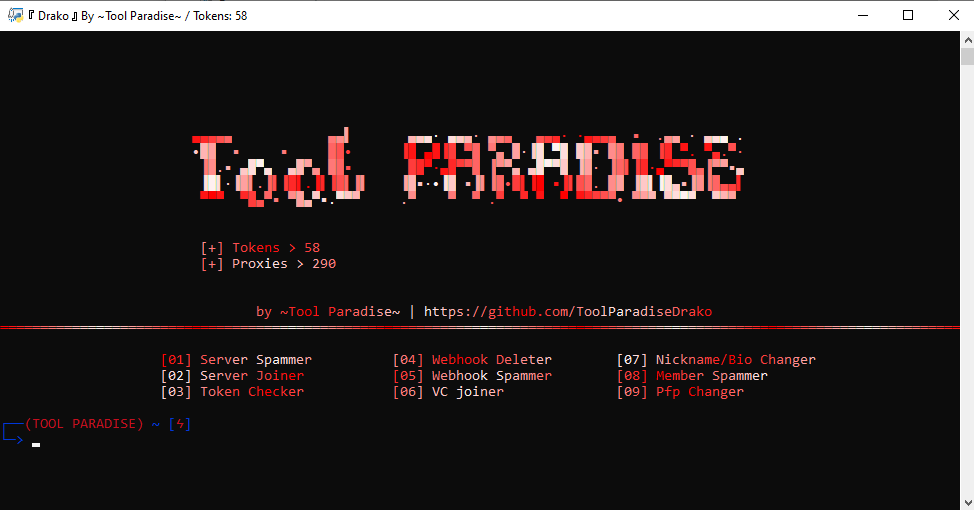 『 Drako 』By ~Tool Paradise~ / Tokens: 58
Tool PARADISE
[+] Tokens > 58
[+] Proxies > 290
by ~Tool Paradise~ | https://github.com/ToolParadiseDrako
[01] Server Spammer [04] Webhook Deleter [07] Nickname/Bio Changer
[02] Server Joiner [05] Webhook Spammer [08] Member Spammer
[03] Token Checker [06] VC joiner [09] Pfp Changer
┌──(TOOL PARADISE) ~ [ϟ]
└─>